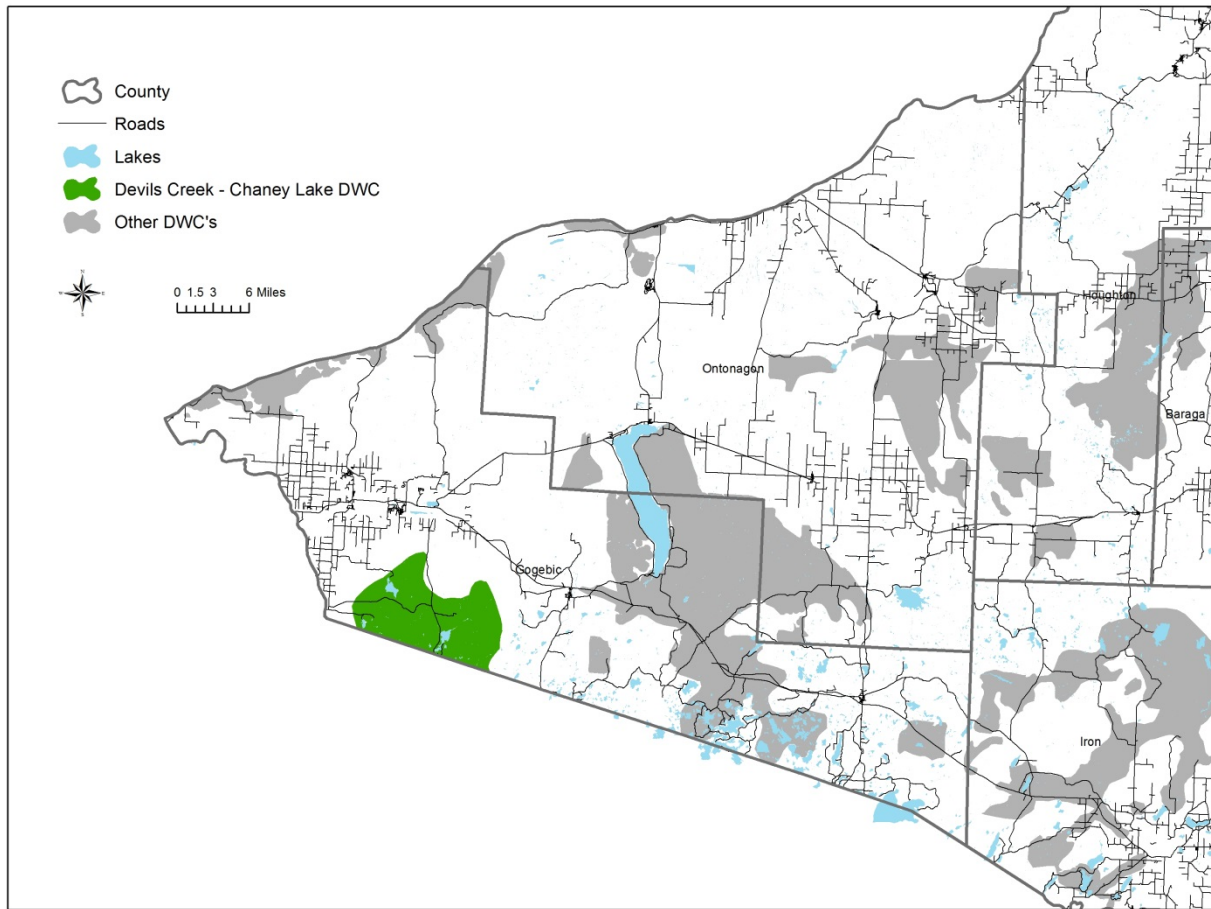 County
Roads
Lakes
Devils Creek - Chaney Lake DWC
Other DWC's
N
W E
S
0 1.5 3 6 Miles
Houghton
Ontonagon
Baraga
Gogebic
Iron